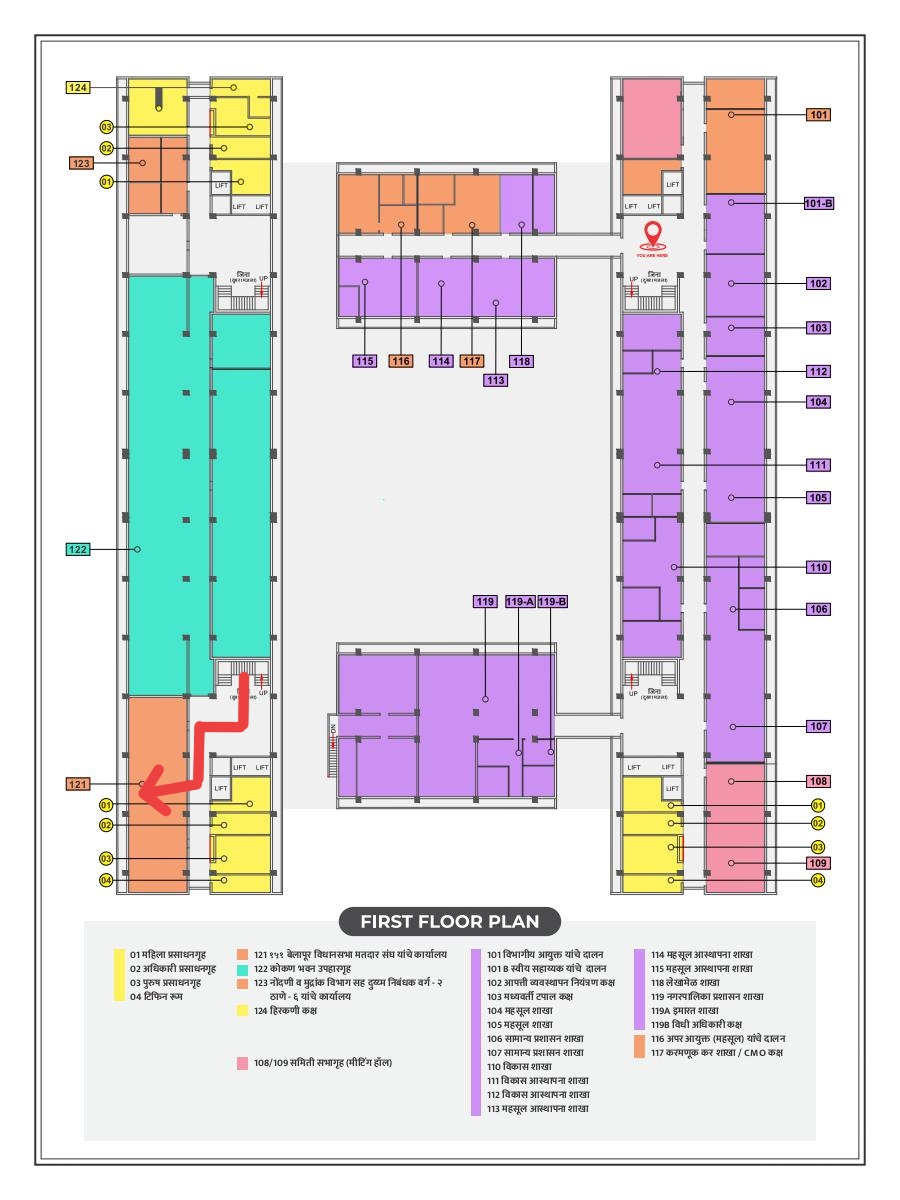 124
03
02
123
01
LIFT
LIFT LIFT
जिना
UP
122
121
UP
LIFT LIFT
LIFT
01
02
03
04
115
116
114
117
118
113
119
119-A
119-B
DN
LIFT
LIFT LIFT
YOU ARE HERE
जिना
UP
UP
जिना
LIFT LIFT
LIFT
101
101-B
102
103
112
104
111
105
110
106
107
108
01
02
03
109
04
FIRST FLOOR PLAN
01 महिला प्रसाधनगृह
02 अधिकारी प्रसाधनगृह
03 पुरुष प्रसाधनगृह
04 टिफिन रूम
121 १५१ बेलापूर विधानसभा मतदार संघ यांचे कार्यालय
122 कोकण भवन उपहारगृह
123 नोंदणी व मुद्रांक विभाग सह दुय्यम निबंधक वर्ग - २
ठाणे - ६ यांचे कार्यालय
124 हिरकणी कक्ष
108/109 समिती सभागृह (मीटिंग हॉल)
101 विभागीय आयुक्त यांचे दालन
101 B स्वीय सहाय्यक यांचे दालन
102 आपत्ती व्यवस्थापन नियंत्रण कक्ष
103 मध्यवर्ती टपाल कक्ष
104 महसूल शाखा
105 महसूल शाखा
106 सामान्य प्रशासन शाखा
107 सामान्य प्रशासन शाखा
110 विकास शाखा
111 विकास आस्थापना शाखा
112 विकास आस्थापना शाखा
113 महसूल आस्थापना शाखा
114 महसूल आस्थापना शाखा
115 महसूल आस्थापना शाखा
118 लेखामेळ शाखा
119 नगरपालिका प्रशासन शाखा
119A इमारत शाखा
119B विधी अधिकारी कक्ष
116 अपर आयुक्त (महसूल) यांचे दालन
117 करमणूक कर शाखा / CMO कक्ष